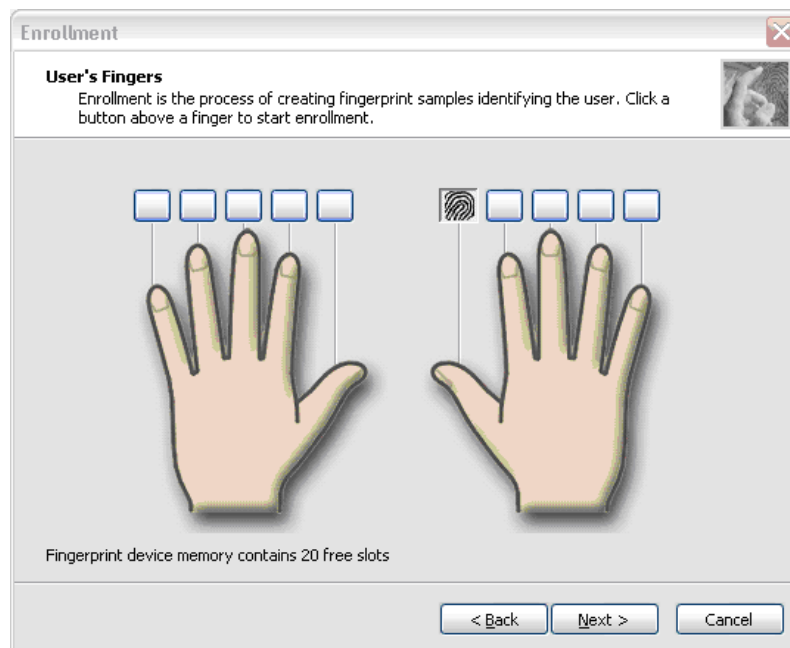 Enrollment
User's Fingers
Enrollment is the process of creating fingerprint samples identifying the user. Click a
button above a finger to start enrollment.
Fingerprint device memory contains 20 free slots
< Back
Next >
Cancel